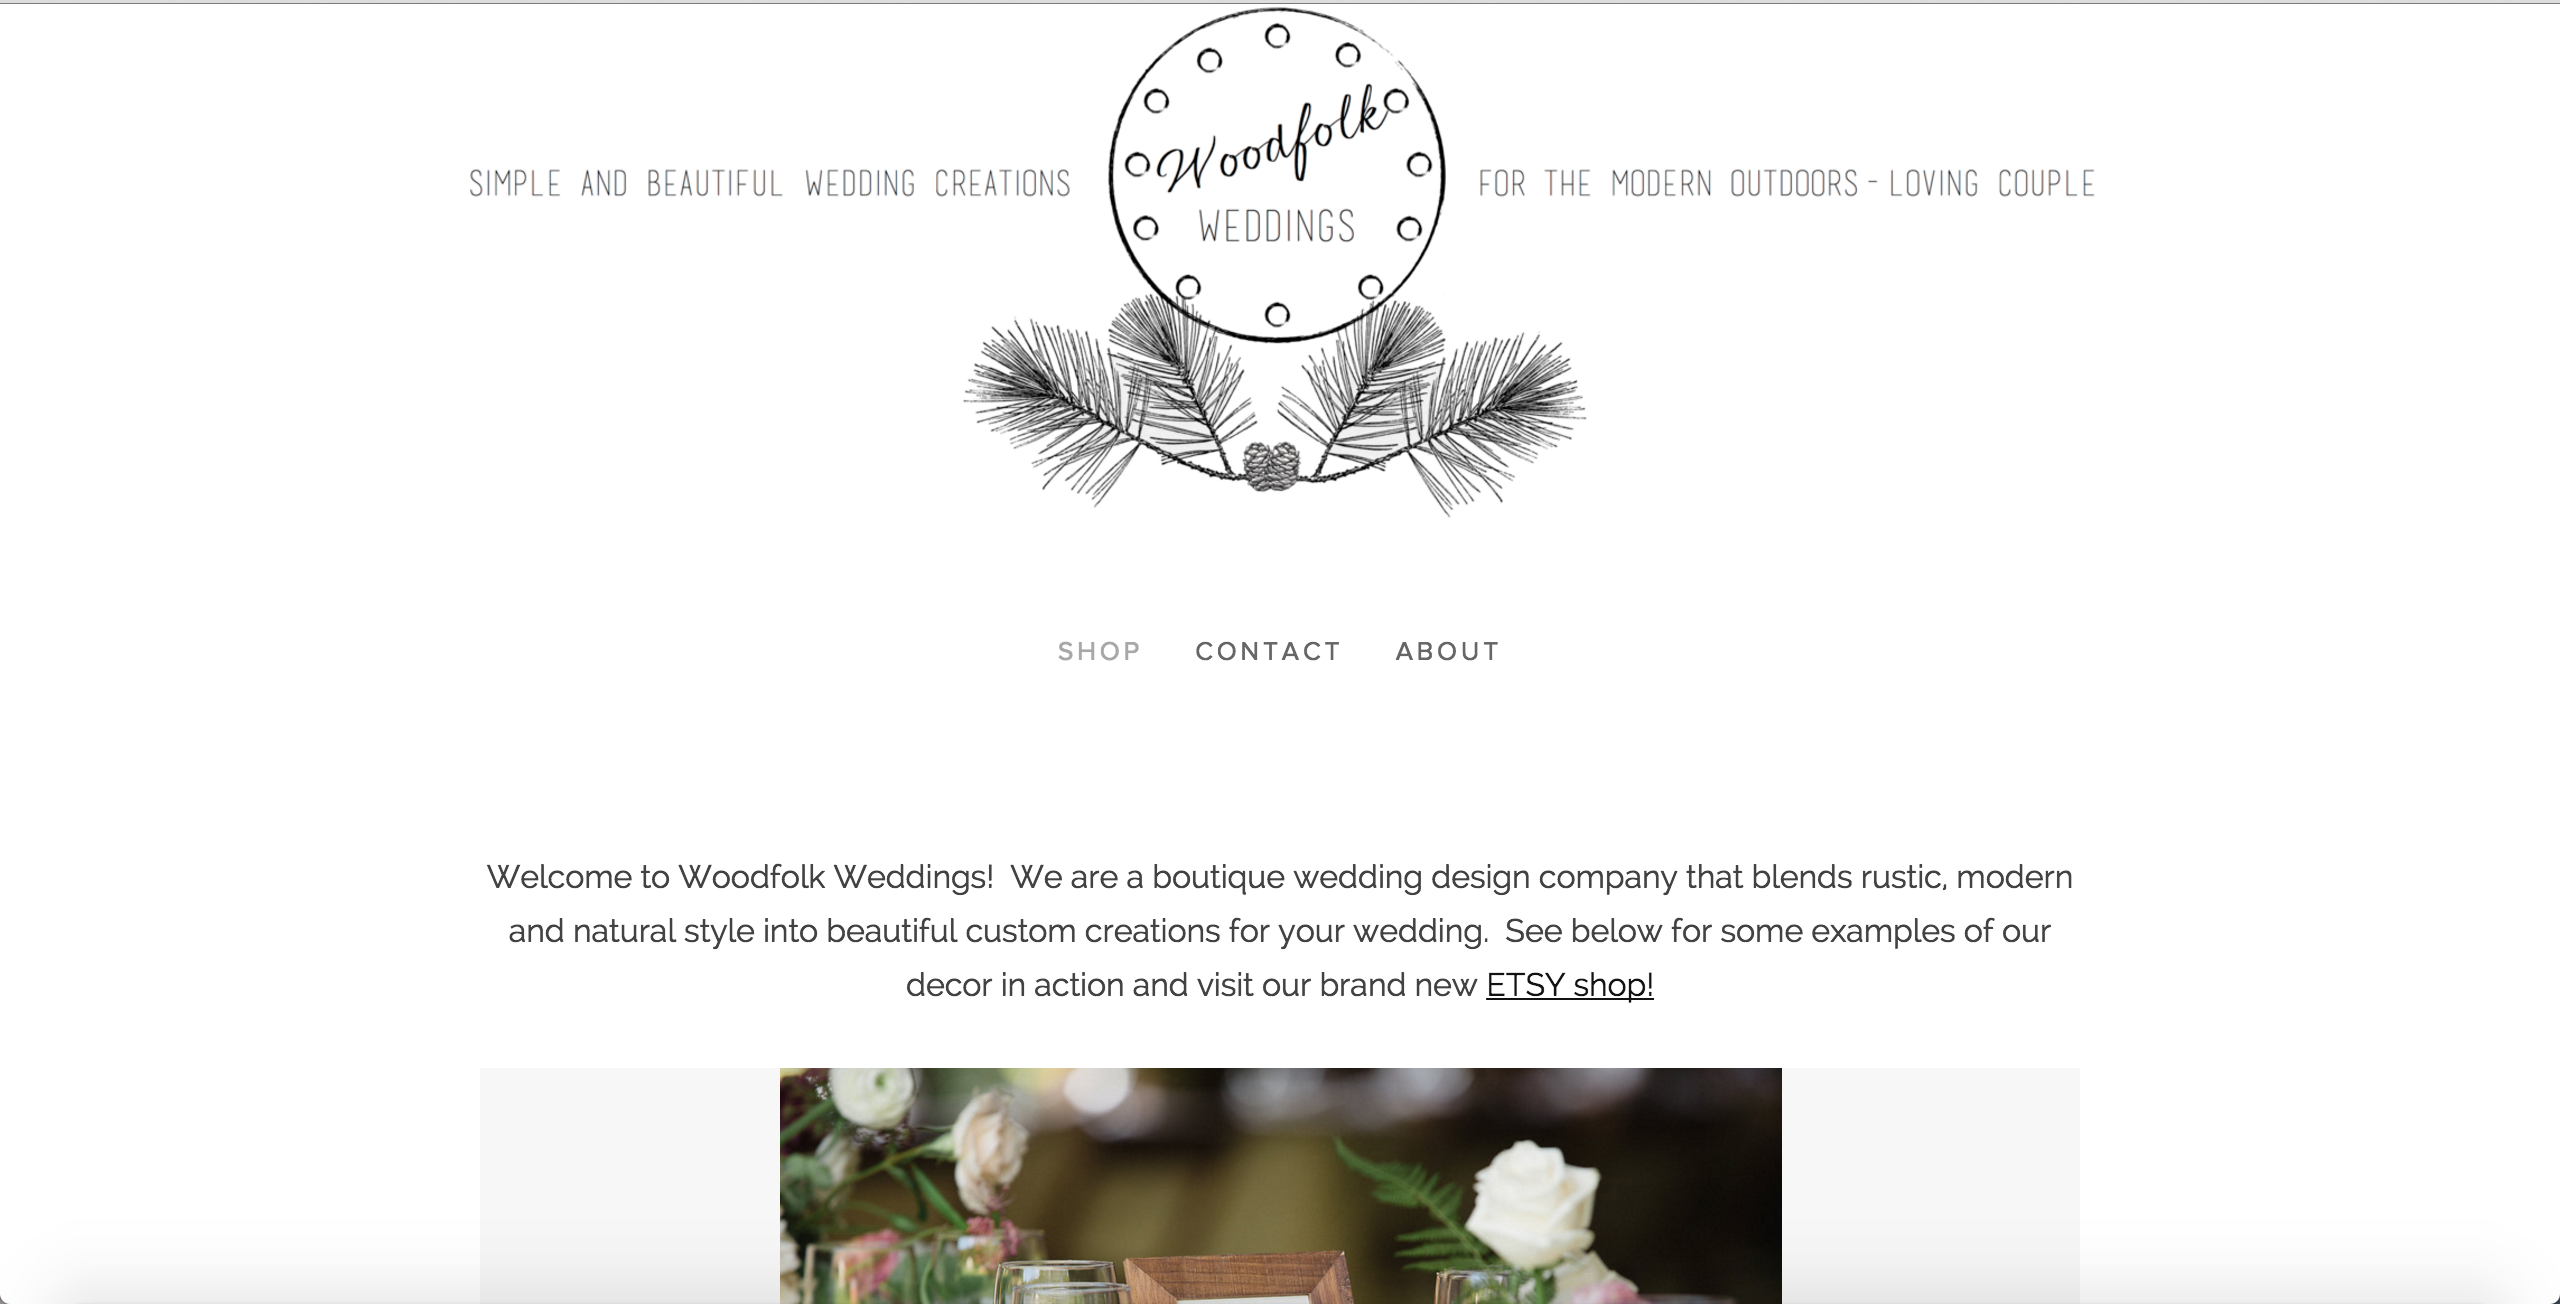 SIMPLE AND BEAUTIFUL WEDDING CREATIONS
Woodfolk
WEDDINGS
FOR THE MODERN OUTDOORS - LOVING COUPLE
SHOP CONTACT ABOUT
Welcome to Woodfolk Weddings!  We are a boutique wedding design company that blends rustic, modern
and natural style into beautiful custom creations for your wedding.  See below for some examples of our
decor in action and visit our brand new ETSY shop!